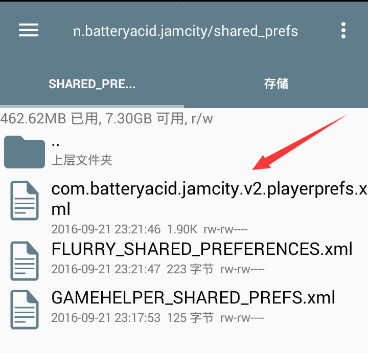 n.batteryacid.jamcity/shared_prefs
SHARED_PRE...
存储
462.62MB 已用, 7.30GB 可用, r/w
..
上层文件夹
com.batteryacid.jamcity.v2.playerprefs.x
ml
2016-09-21 23:21:46 1.90K rw-rw----
FLURRY_SHARED_PREFERENCES.xml
2016-09-21 23:21:47 223 字节 rw-rw----
GAMEHELPER_SHARED_PREFS.xml
2016-09-21 23:17:53 125 字节 rw-rw----